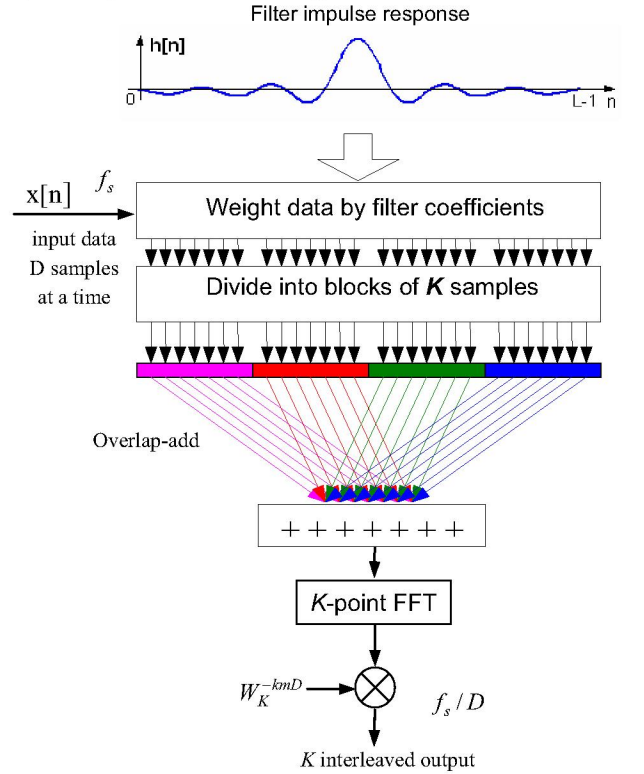 Filter impulse response
h[n]
0
L-1 n
x[n]
f_s
Weight data by filter coefficients
input data
D samples
at a time
Divide into blocks of K samples
Overlap-add
+ + + + + + +
K-point FFT
W_K^{-kmD}
f_s / D
K interleaved output